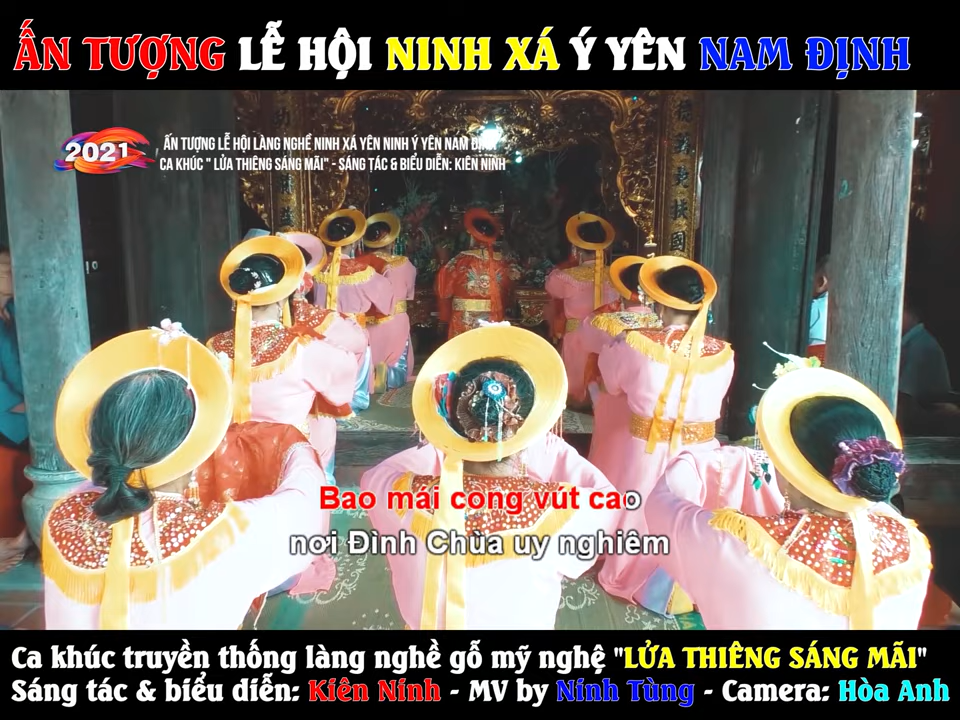 ẤN TƯỢNG LỄ HỘI NINH XÁ Ý YÊN NAM ĐỊNH
2021
ẤN TƯỢNG LỄ HỘI LÀNG NGHỀ NINH XÁ YÊN NINH Ý YÊN NAM ĐỊNH
CA KHÚC " LỬA THIÊNG SÁNG MÃI" - SÁNG TÁC & BIỂU DIỄN: KIÊN NINH
Bao mái cong vút cao
nơi Đình Chùa uy nghiêm
Ca khúc truyền thống làng nghề gỗ mỹ nghệ "LỬA THIÊNG SÁNG MÃI"
Sáng tác & biểu diễn: Kiên Ninh - MV by Ninh Tùng - Camera: Hòa Anh